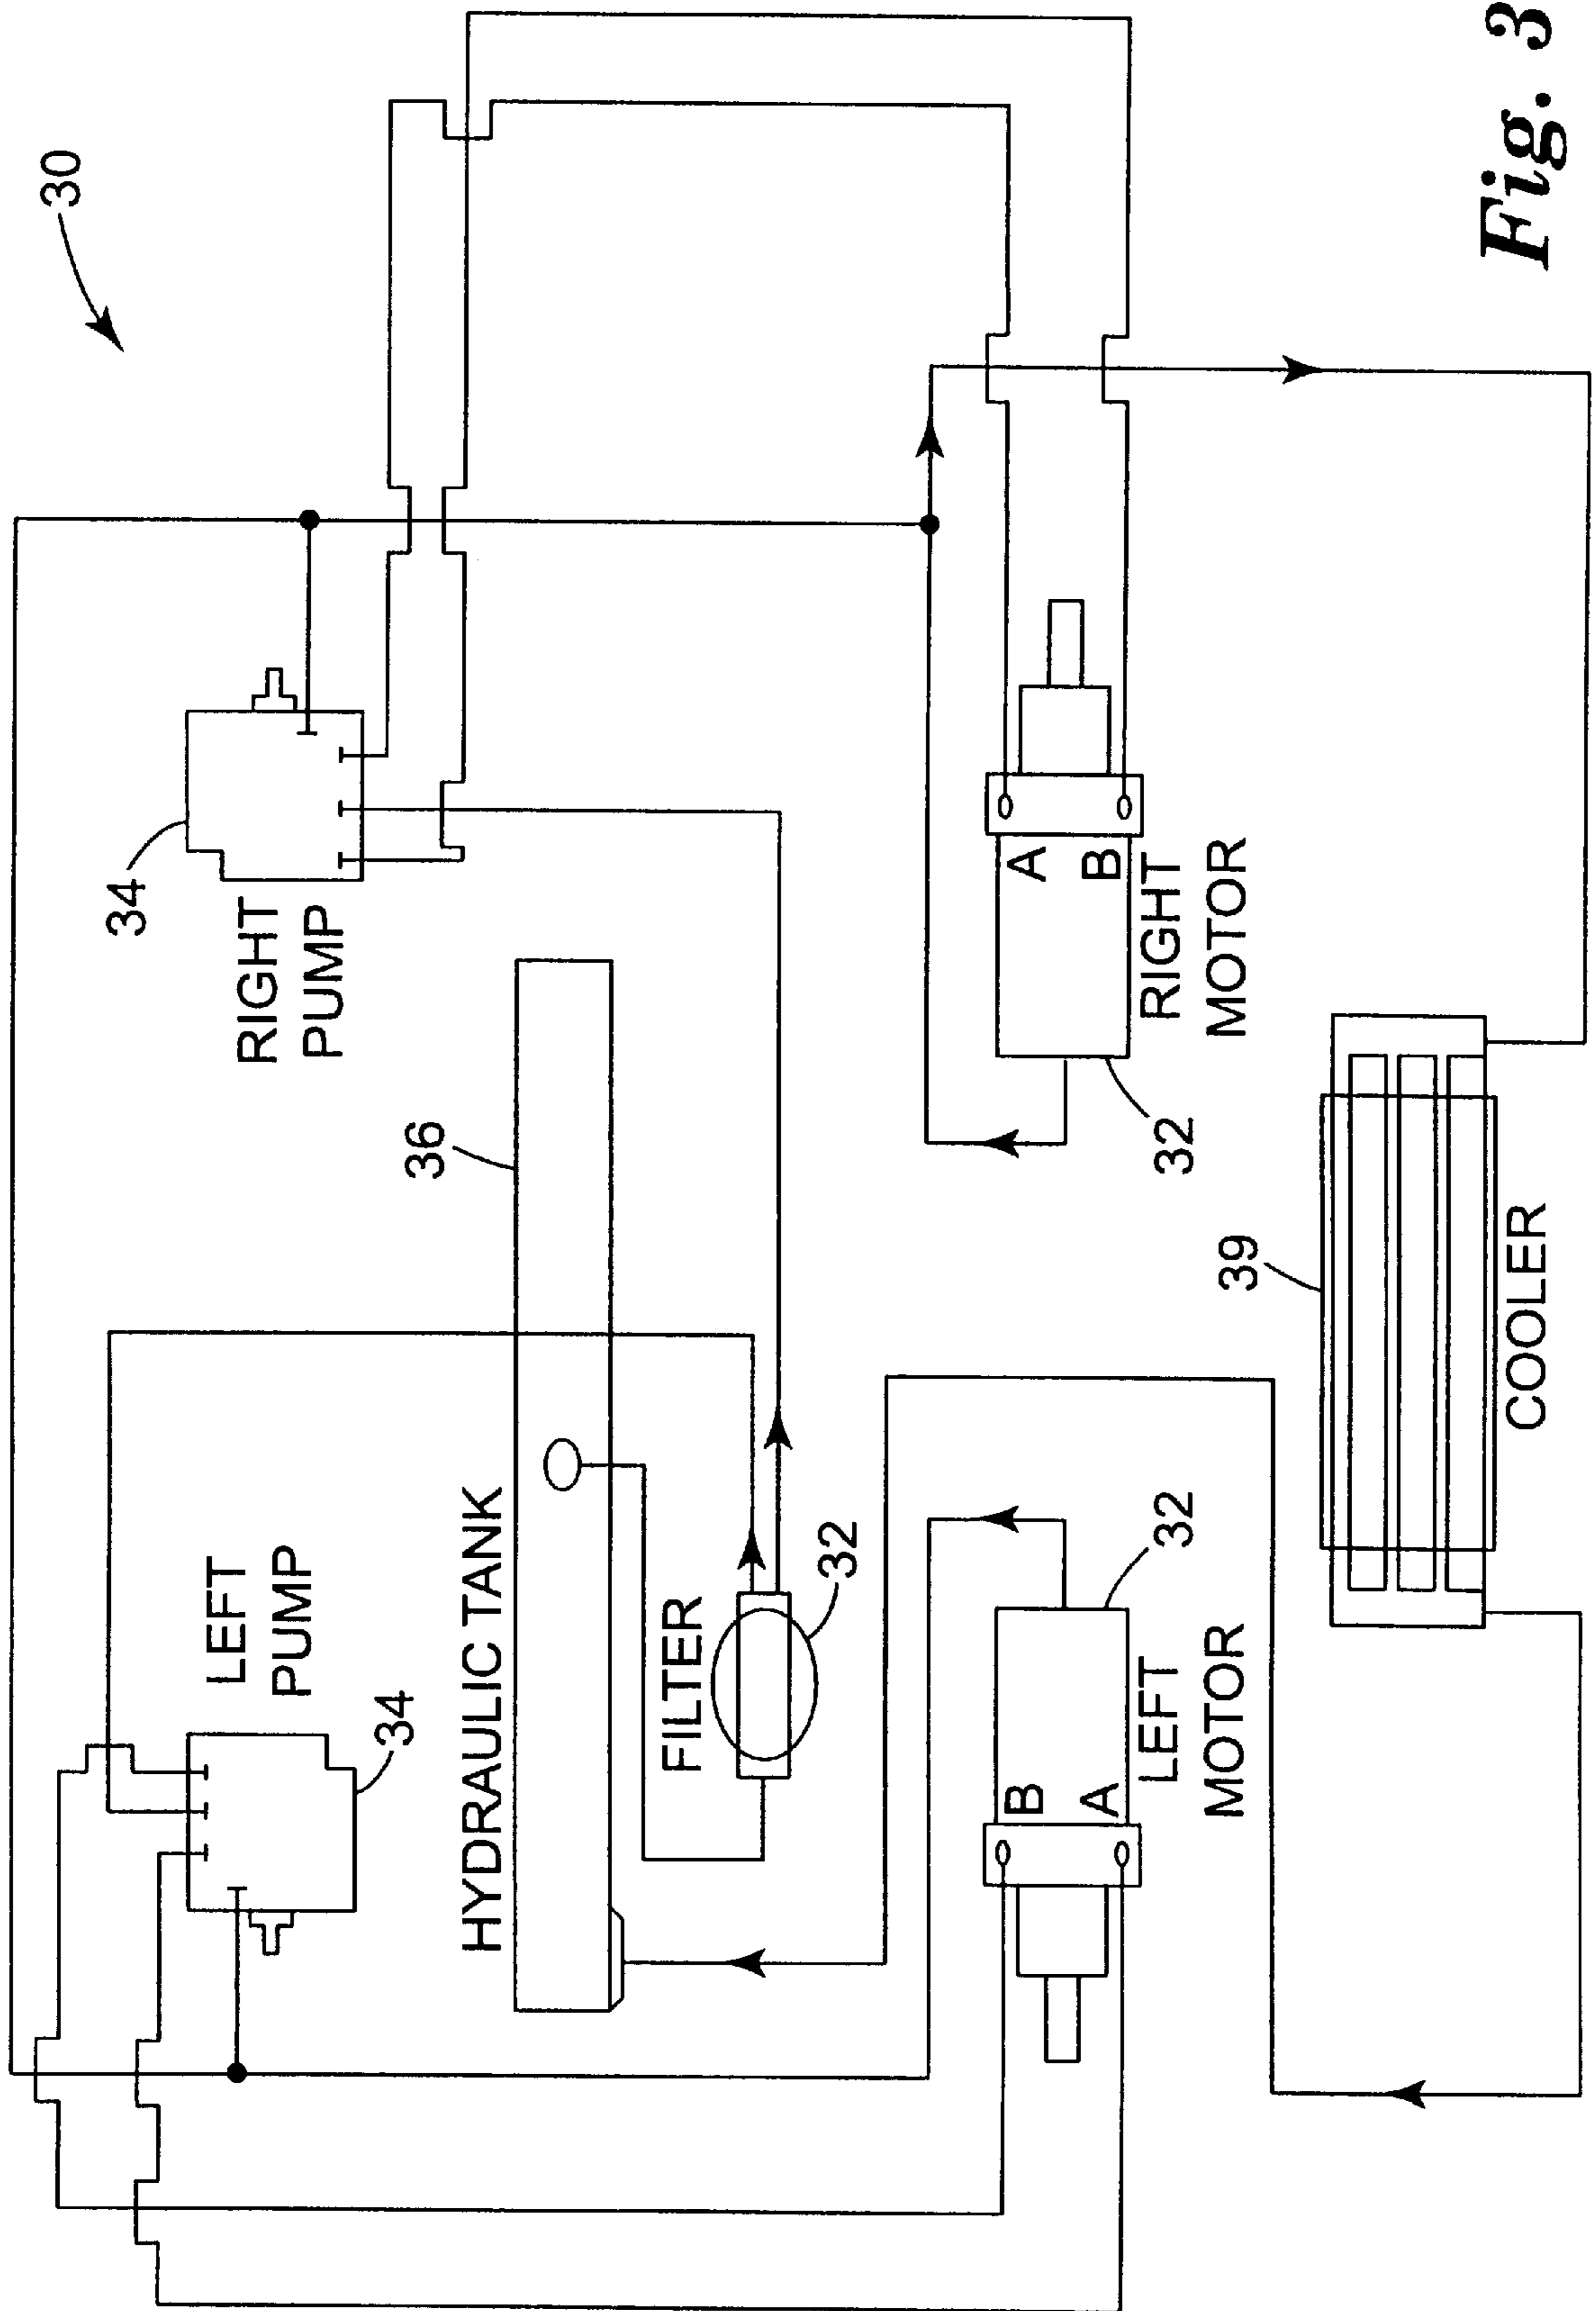 30
34
LEFT
PUMP
34
RIGHT
PUMP
36
HYDRAULIC TANK
FILTER
32
B
A
LEFT
MOTOR
32
A
B
RIGHT
MOTOR
32
39
COOLER
Fig. 3